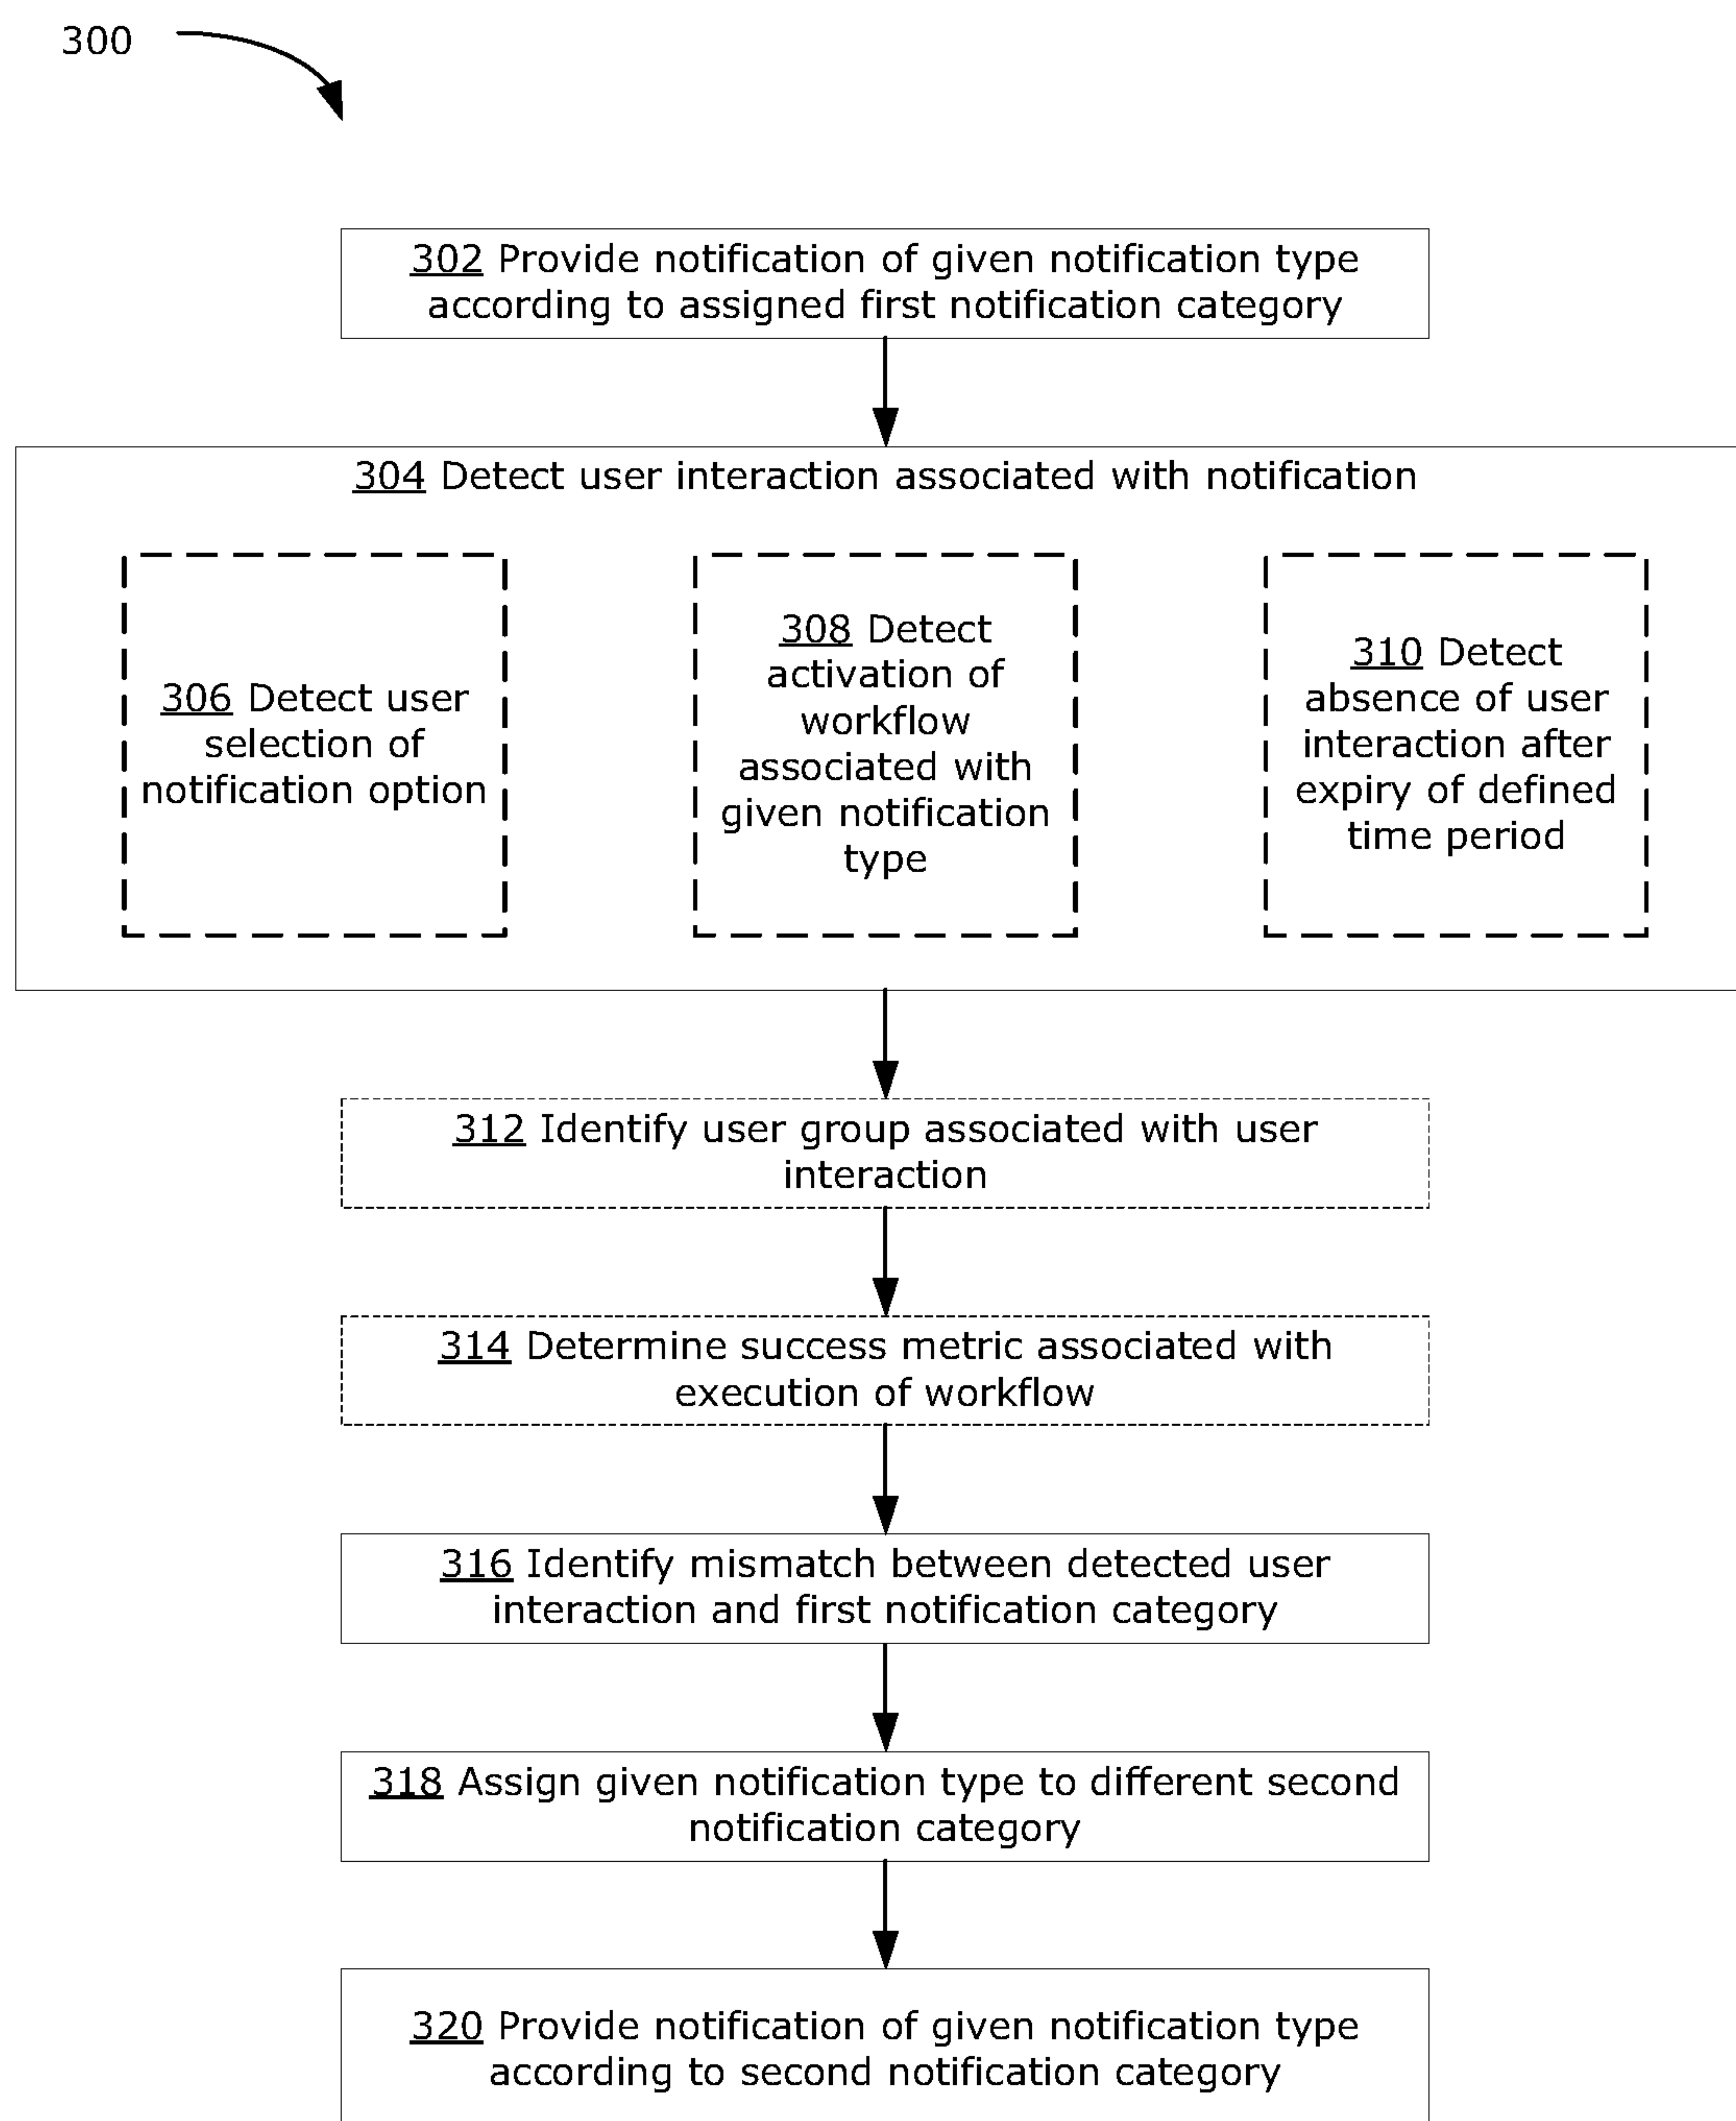 300
302 Provide notification of given notification type
according to assigned first notification category
304 Detect user interaction associated with notification
306 Detect user
selection of
notification option
308 Detect
activation of
workflow
associated with
given notification
type
310 Detect
absence of user
interaction after
expiry of defined
time period
312 Identify user group associated with user
interaction
314 Determine success metric associated with
execution of workflow
316 Identify mismatch between detected user
interaction and first notification category
318 Assign given notification type to different second
notification category
320 Provide notification of given notification type
according to second notification category